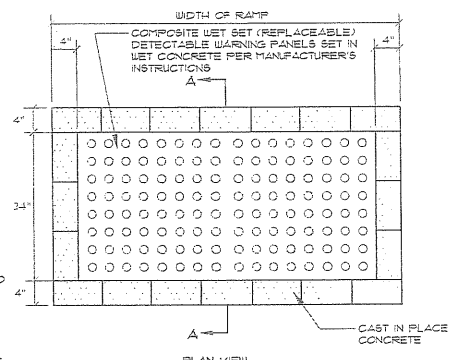 WIDTH OF RAMP
4"
COMPOSITE WET SET (REPLACEABLE)
DETECTABLE WARNING PANELS SET IN
WET CONCRETE PER MANUFACTURER'S
INSTRUCTIONS
4"
A
4"
24"
4"
A
CAST IN PLACE
CONCRETE
PLAN VIEW